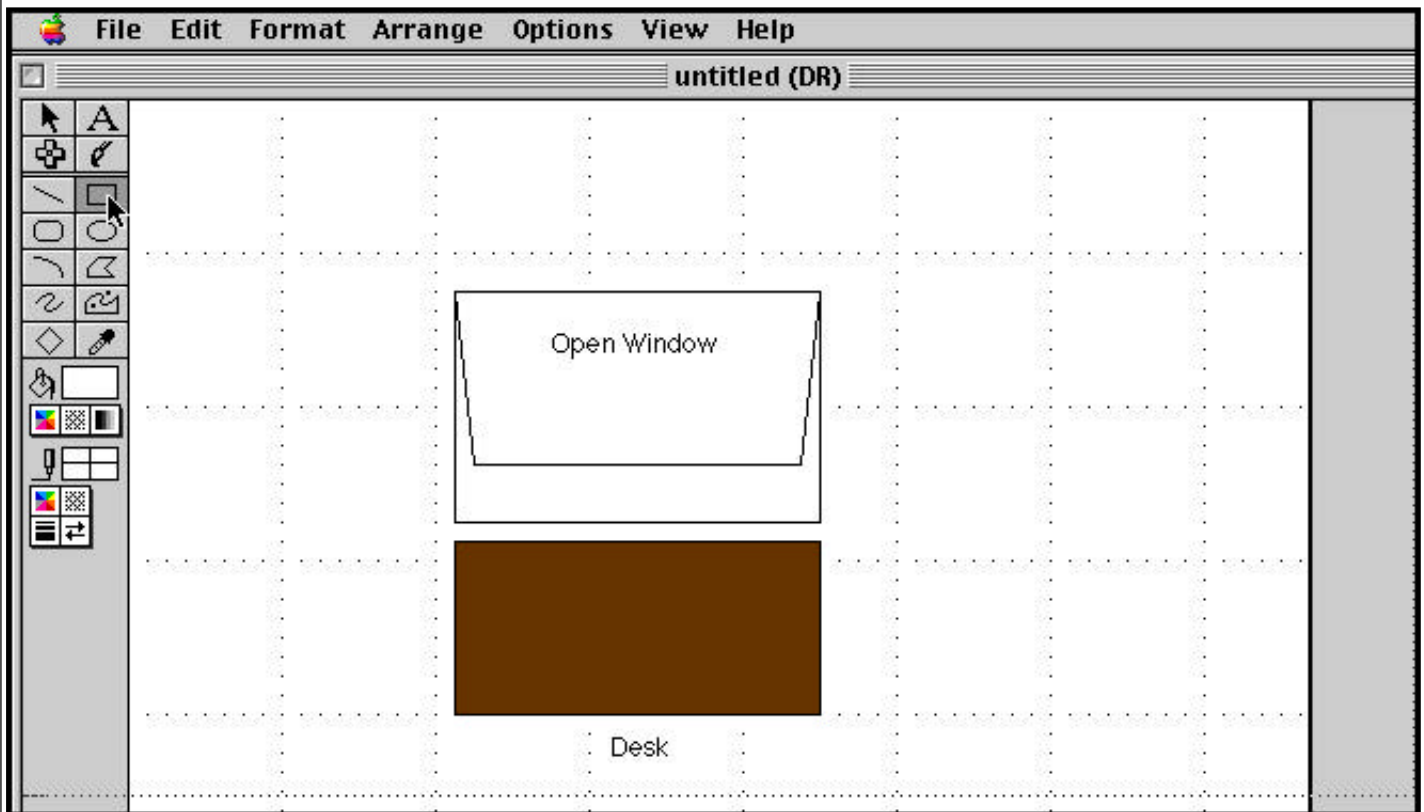 File Edit Format Arrange Options View Help
untitled (DR)
A
Open Window
Desk